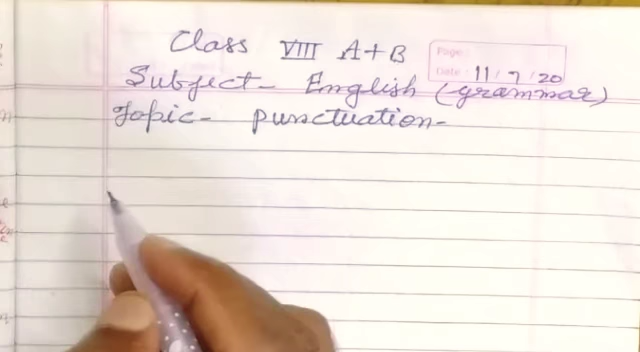 Class VIII A+B
Page:
Date: 11/7/20
Subject- English (grammar)
Topic- punctuation-